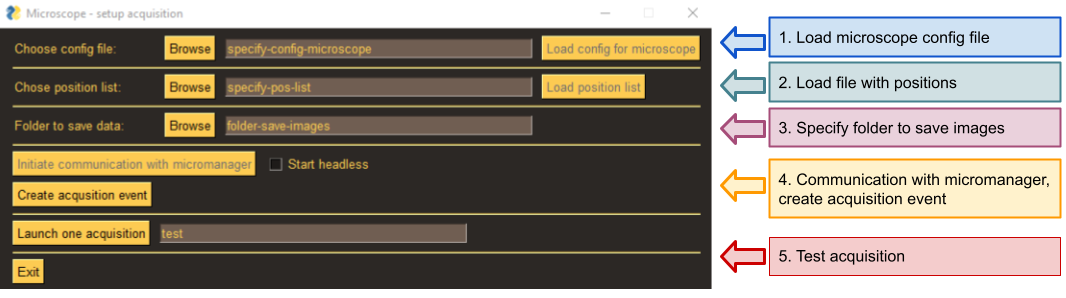 Microscope - setup acquisition
Choose config file: Browse specify-config-microscope Load config for microscope
1. Load microscope config file
Chose position list: Browse specify-pos-list Load position list
2. Load file with positions
Folder to save data: Browse folder-save-images
3. Specify folder to save images
Initiate communication with micromanager Start headless
4. Communication with micromanager,
create acquisition event
Create acqusition event
Launch one acquisition test
5. Test acquisition
Exit